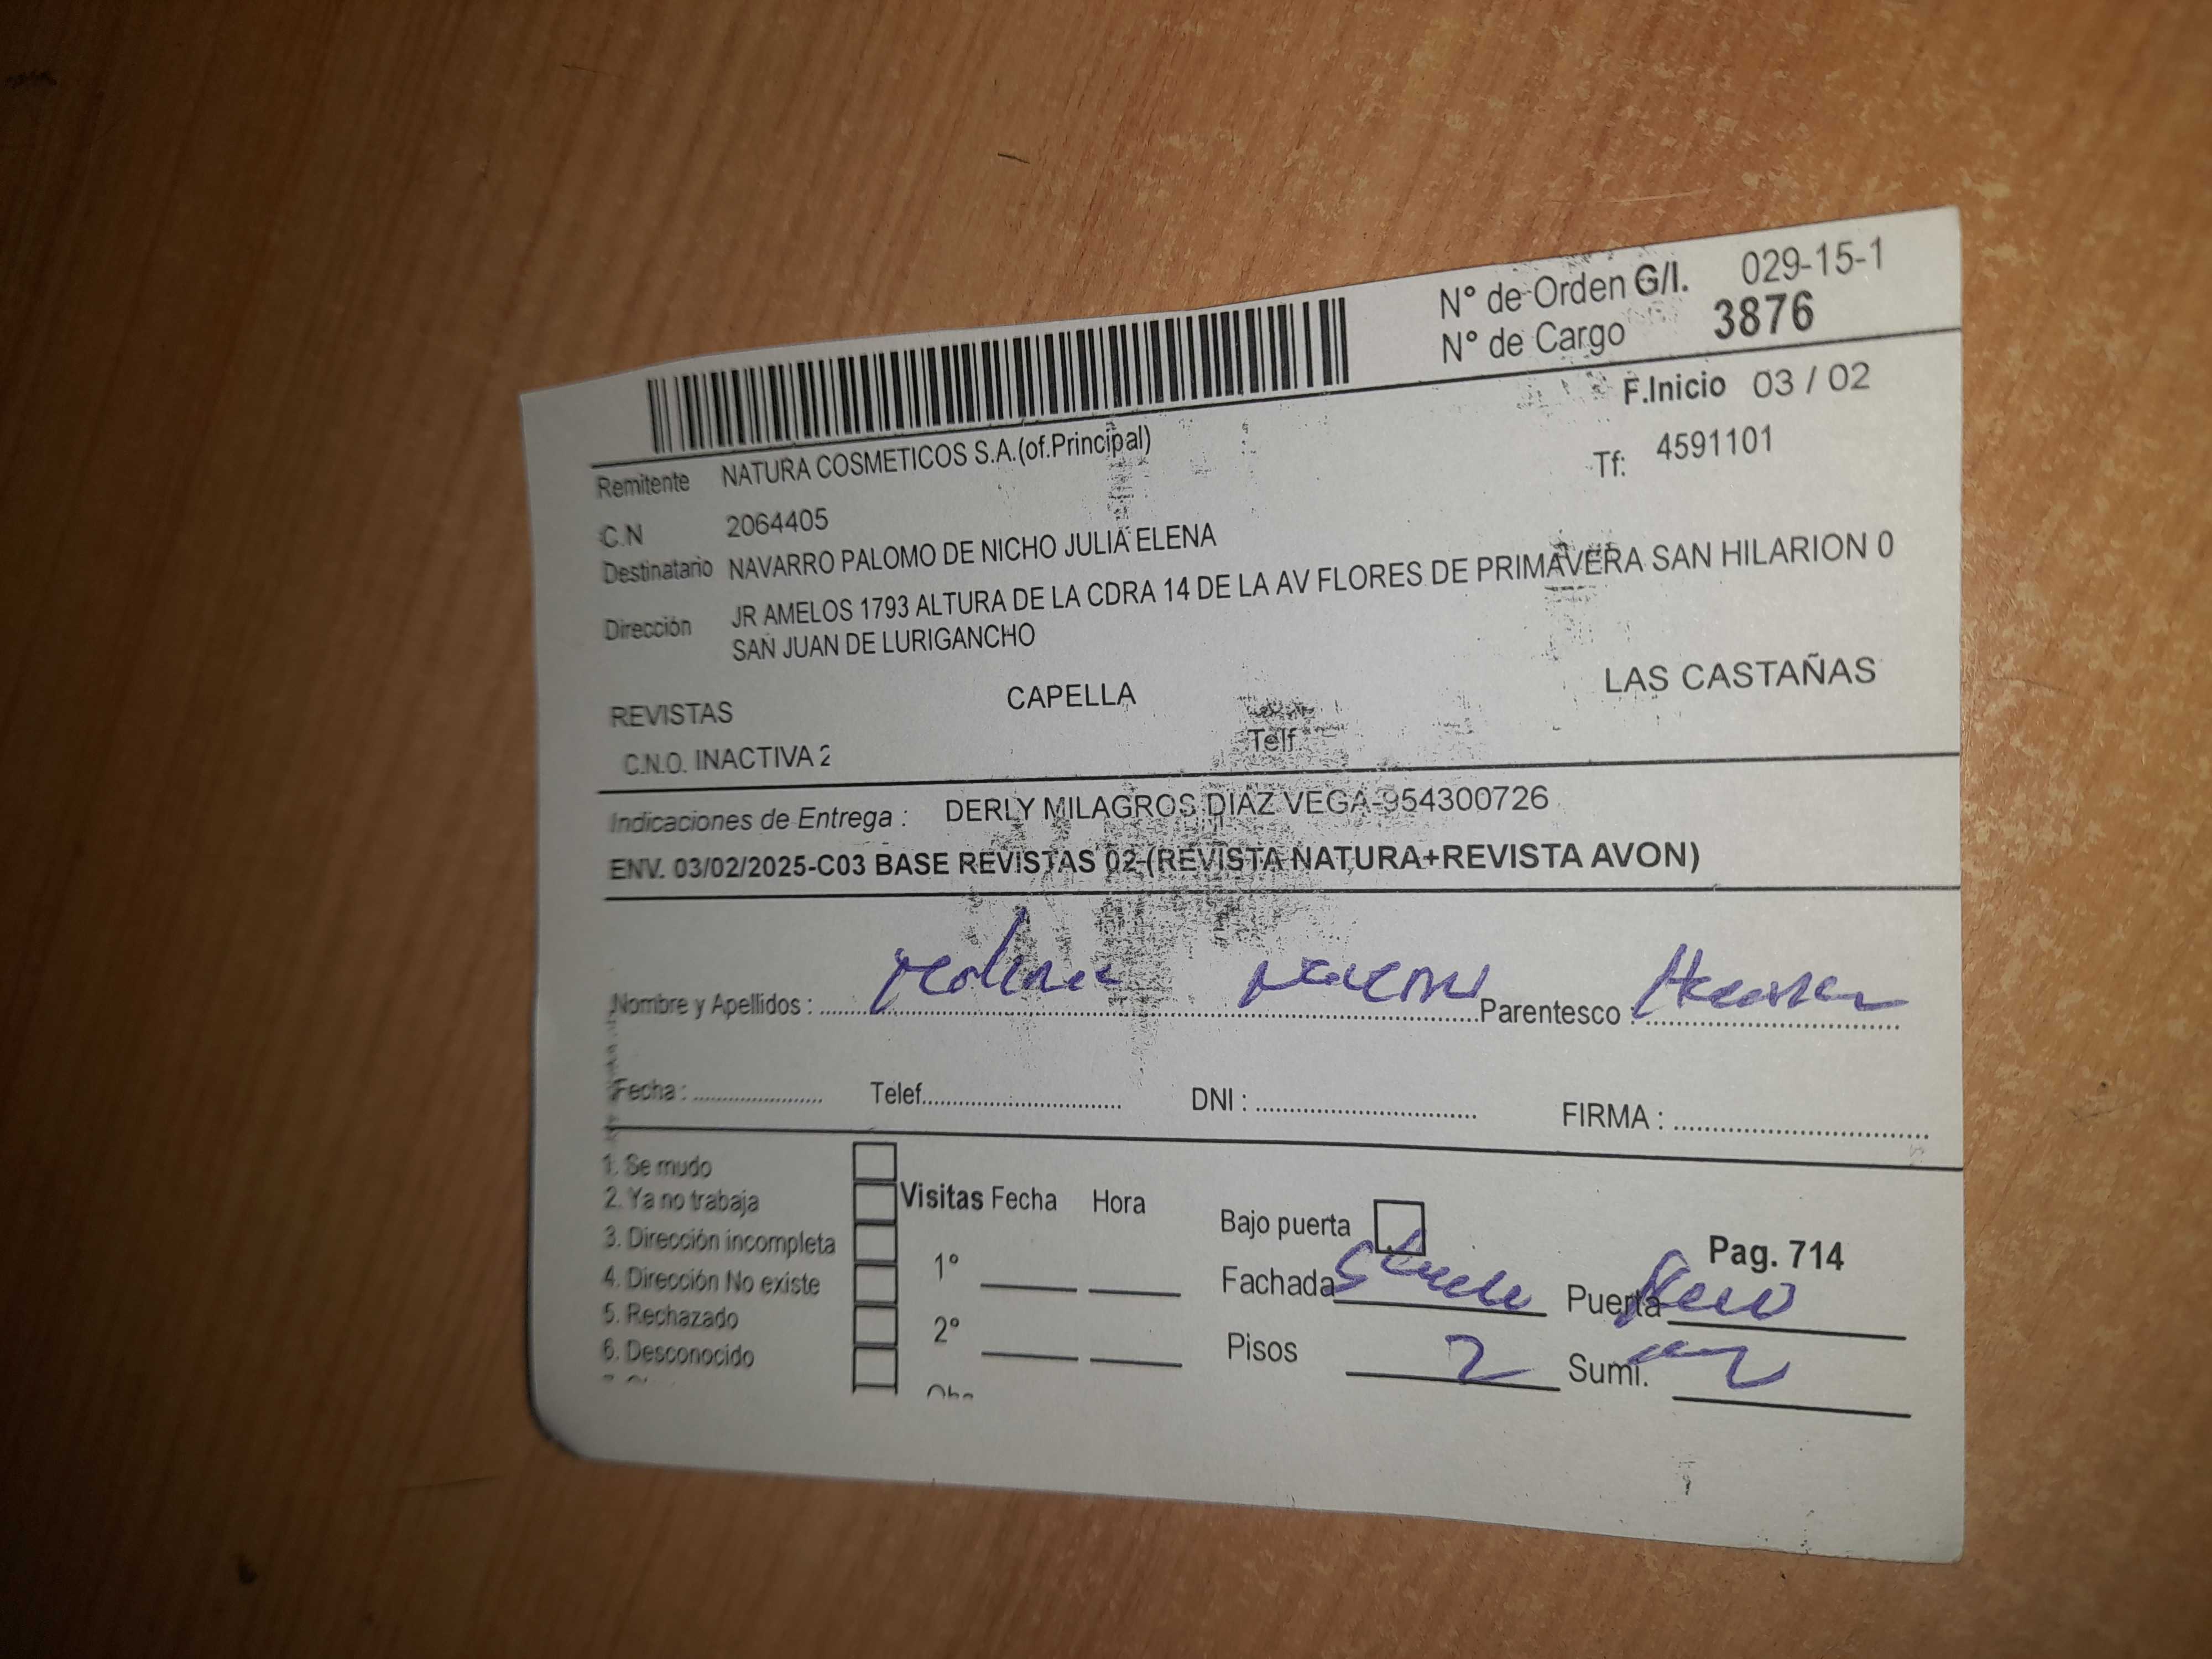 N° de Orden G/I. 029-15-1
N° de Cargo 3876
F.Inicio 03 / 02
Remitente NATURA COSMETICOS S.A.(of.Principal) Tf: 4591101
C.N 2064405
Destinatario NAVARRO PALOMO DE NICHO JULIA ELENA
Dirección JR AMELOS 1793 ALTURA DE LA CDRA 14 DE LA AV FLORES DE PRIMAVERA SAN HILARION 0
SAN JUAN DE LURIGANCHO
REVISTAS CAPELLA LAS CASTAÑAS
C.N.O. INACTIVA 2 Telf
Indicaciones de Entrega : DERLY MILAGROS DIAZ VEGA-954300726
ENV. 03/02/2025-C03 BASE REVISTAS 02-(REVISTA NATURA+REVISTA AVON)
Nombre y Apellidos : Parentesco :
Fecha : Telef. DNI : FIRMA :
1. Se mudo
2. Ya no trabaja Visitas Fecha Hora Bajo puerta Pag. 714
3. Dirección incompleta
4. Dirección No existe 1° Fachada Puerta
5. Rechazado
6. Desconocido 2° Pisos 2 Sumi.